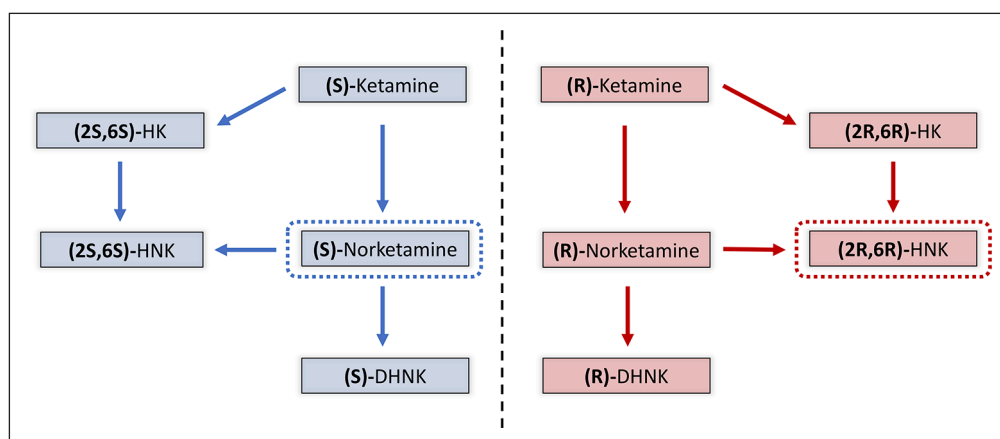 (S)-Ketamine
(R)-Ketamine
(2S,6S)-HK
(2R,6R)-HK
(2S,6S)-HNK
(S)-Norketamine
(R)-Norketamine
(2R,6R)-HNK
(S)-DHNK
(R)-DHNK